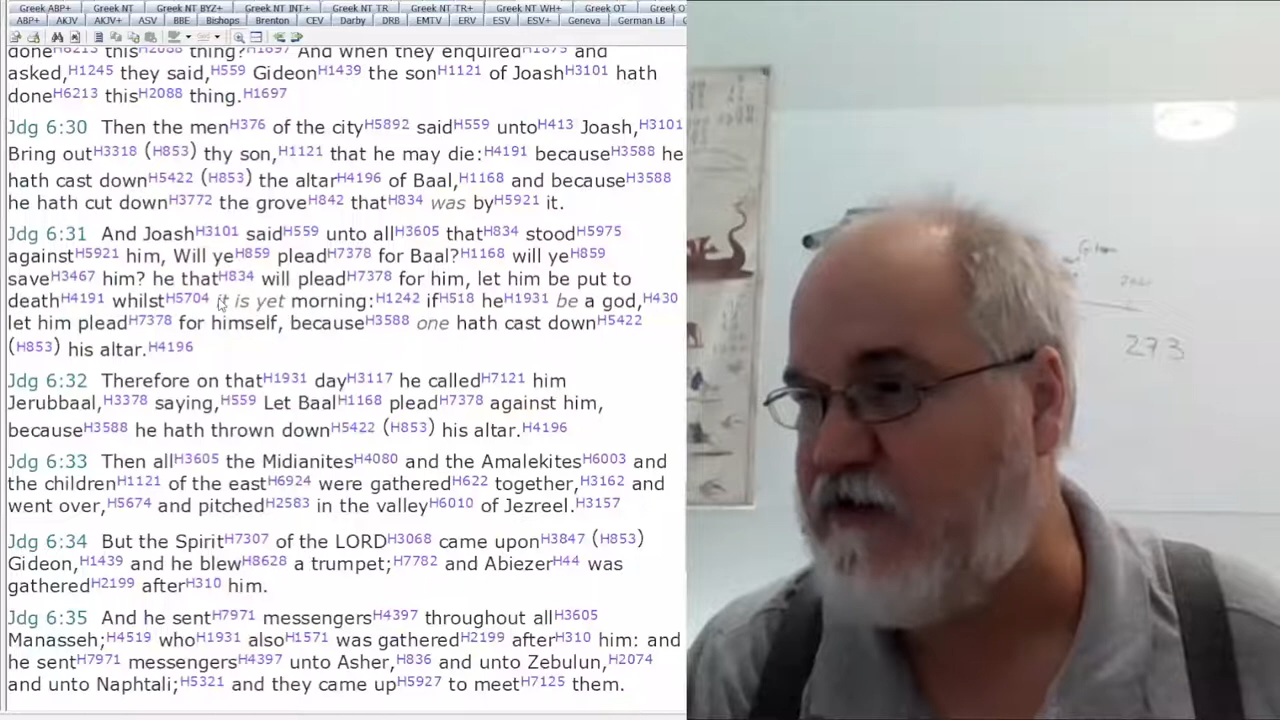 Greek ABP+ Greek NT Greek NT BYZ+ Greek NT INT+ Greek NT TR Greek NT TR+ Greek NT WH+ Greek OT Greek O
ABP+ AKJV AKJV+ ASV BBE Bishops Brenton CEV Darby DRB EMTV ERV ESV ESV+ Geneva German LB G
doneH6213 thisH2088 thing?H1697 And when they enquiredH1875 and
asked,H1245 they said,H559 GideonH1439 the sonH1121 of JoashH3101 hath
doneH6213 thisH2088 thing.H1697
Jdg 6:30 Then the menH376 of the cityH5892 saidH559 untoH413 Joash,H3101
Bring outH3318 (H853) thy son,H1121 that he may die:H4191 becauseH3588 he
hath cast downH5422 (H853) the altarH4196 of Baal,H1168 and becauseH3588
he hath cut downH3772 the groveH842 thatH834 was byH5921 it.
Jdg 6:31 And JoashH3101 saidH559 unto allH3605 thatH834 stoodH5975
againstH5921 him, Will yeH859 pleadH7378 for Baal?H1168 will yeH859
saveH3467 him? he thatH834 will pleadH7378 for him, let him be put to
deathH4191 whilstH5704 it is yet morning:H1242 ifH518 heH1931 be a god,H430
let him pleadH7378 for himself, becauseH3588 one hath cast downH5422
(H853) his altar.H4196
Jdg 6:32 Therefore on thatH1931 dayH3117 he calledH7121 him
Jerubbaal,H3378 saying,H559 Let BaalH1168 pleadH7378 against him,
becauseH3588 he hath thrown downH5422 (H853) his altar.H4196
Jdg 6:33 Then allH3605 the MidianitesH4080 and the AmalekitesH6003 and
the childrenH1121 of the eastH6924 were gatheredH622 together,H3162 and
went over,H5674 and pitchedH2583 in the valleyH6010 of Jezreel.H3157
Jdg 6:34 But the SpiritH7307 of the LORDH3068 came uponH3847 (H853)
Gideon,H1439 and he blewH8628 a trumpet;H7782 and AbiezerH44 was
gatheredH2199 afterH310 him.
Jdg 6:35 And he sentH7971 messengersH4397 throughout allH3605
Manasseh;H4519 whoH1931 alsoH1571 was gatheredH2199 afterH310 him: and
he sentH7971 messengersH4397 unto Asher,H836 and unto Zebulun,H2074
and unto Naphtali;H5321 and they came upH5927 to meetH7125 them.
273